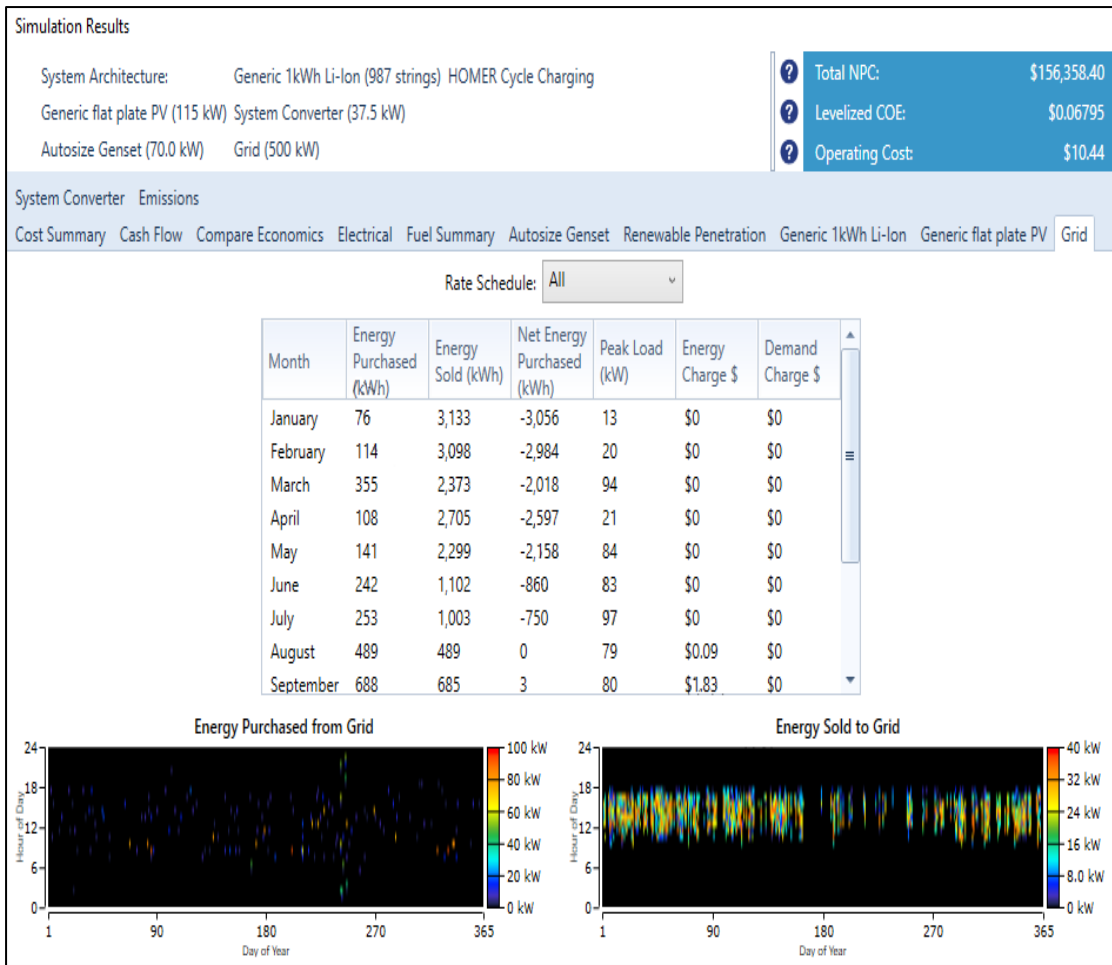 Simulation Results
System Architecture: Generic 1kWh Li-Ion (987 strings) HOMER Cycle Charging
Generic flat plate PV (115 kW) System Converter (37.5 kW)
Autosize Genset (70.0 kW) Grid (500 kW)
? Total NPC: $156,358.40
? Levelized COE: $0.06795
? Operating Cost: $10.44
System Converter Emissions
Cost Summary Cash Flow Compare Economics Electrical Fuel Summary Autosize Genset Renewable Penetration Generic 1kWh Li-Ion Generic flat plate PV Grid
Rate Schedule: All
Month Energy Purchased (kWh) Energy Sold (kWh) Net Energy Purchased (kWh) Peak Load (kW) Energy Charge $ Demand Charge $
January 76 3,133 -3,056 13 $0 $0
February 114 3,098 -2,984 20 $0 $0
March 355 2,373 -2,018 94 $0 $0
April 108 2,705 -2,597 21 $0 $0
May 141 2,299 -2,158 84 $0 $0
June 242 1,102 -860 83 $0 $0
July 253 1,003 -750 97 $0 $0
August 489 489 0 79 $0.09 $0
September 688 685 3 80 $1.83 $0
Energy Purchased from Grid
24
18
12
6
0
Hour of Day
1 90 180 270 365
Day of Year
100 kW
80 kW
60 kW
40 kW
20 kW
0 kW
Energy Sold to Grid
24
18
12
6
0
Hour of Day
1 90 180 270 365
Day of Year
40 kW
32 kW
24 kW
16 kW
8.0 kW
0 kW